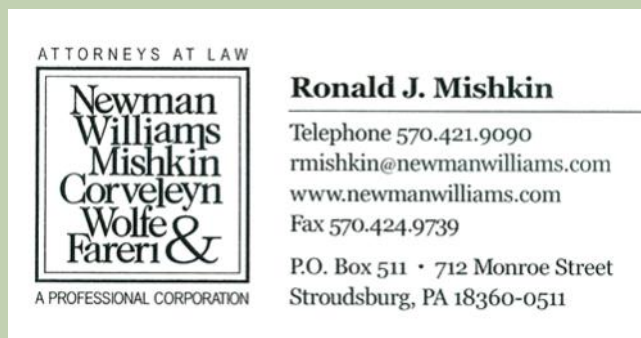 ATTORNEYS AT LAW
Newman
Williams
Mishkin
Corveleyn
Wolfe &
Fareri
A PROFESSIONAL CORPORATION
Ronald J. Mishkin
Telephone 570.421.9090
rmishkin@newmanwilliams.com
www.newmanwilliams.com
Fax 570.424.9739
P.O. Box 511 • 712 Monroe Street
Stroudsburg, PA 18360-0511